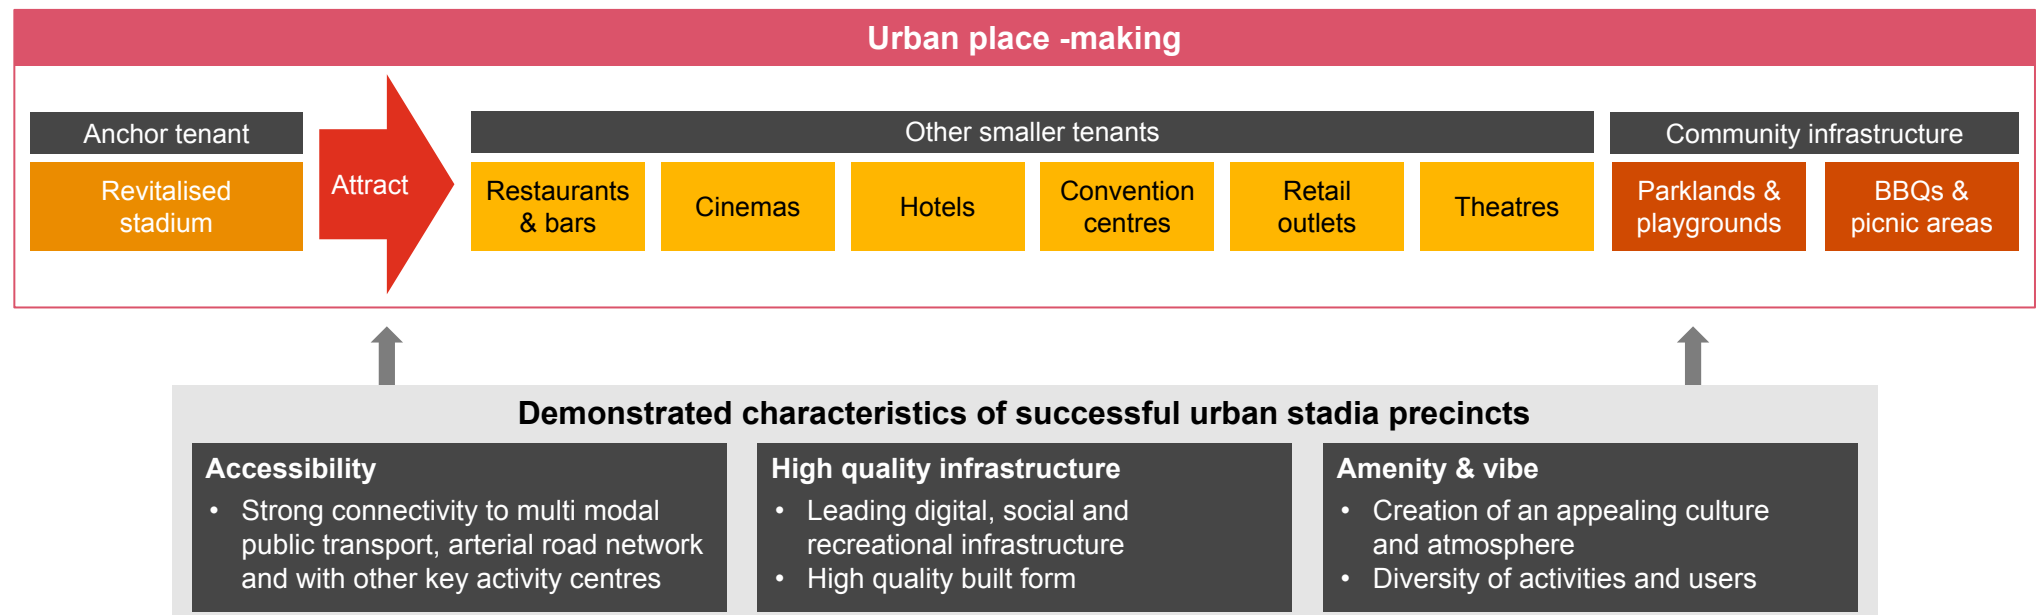 Urban place -making
Anchor tenant
Revitalised
stadium
Attract
Other smaller tenants
Restaurants
& bars
Cinemas
Hotels
Convention
centres
Retail
outlets
Theatres
Community infrastructure
Parklands &
playgrounds
BBQs &
picnic areas
Demonstrated characteristics of successful urban stadia precincts
Accessibility
• Strong connectivity to multi modal
public transport, arterial road network
and with other key activity centres
High quality infrastructure
• Leading digital, social and
recreational infrastructure
• High quality built form
Amenity & vibe
• Creation of an appealing culture
and atmosphere
• Diversity of activities and users